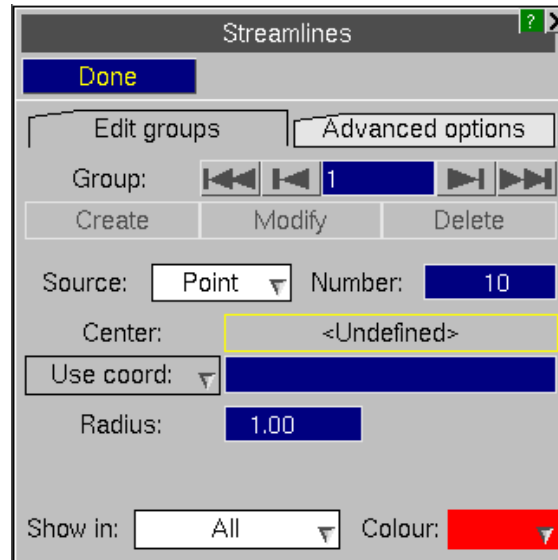 Streamlines ?
Done
Edit groups Advanced options
Group: 1
Create Modify Delete
Source: Point Number: 10
Center: <Undefined>
Use coord:
Radius: 1.00
Show in: All Colour: